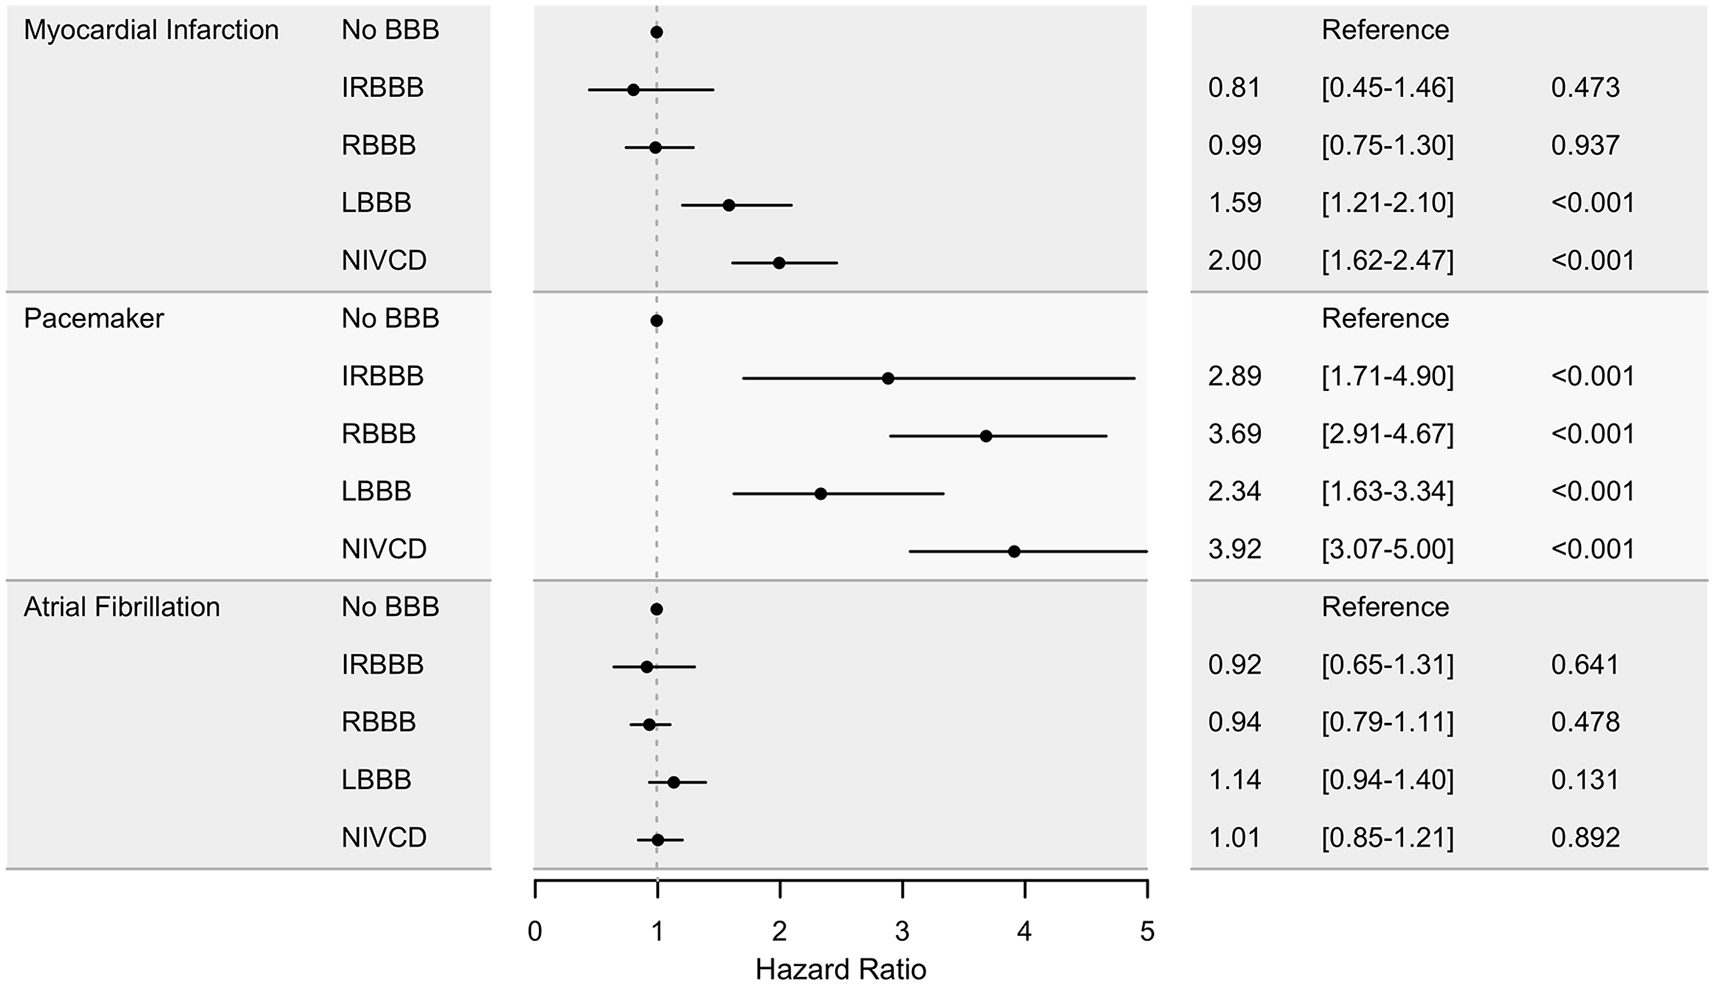 Myocardial Infarction No BBB Reference
IRBBB 0.81 [0.45-1.46] 0.473
RBBB 0.99 [0.75-1.30] 0.937
LBBB 1.59 [1.21-2.10] <0.001
NIVCD 2.00 [1.62-2.47] <0.001
Pacemaker No BBB Reference
IRBBB 2.89 [1.71-4.90] <0.001
RBBB 3.69 [2.91-4.67] <0.001
LBBB 2.34 [1.63-3.34] <0.001
NIVCD 3.92 [3.07-5.00] <0.001
Atrial Fibrillation No BBB Reference
IRBBB 0.92 [0.65-1.31] 0.641
RBBB 0.94 [0.79-1.11] 0.478
LBBB 1.14 [0.94-1.40] 0.131
NIVCD 1.01 [0.85-1.21] 0.892
0 1 2 3 4 5
Hazard Ratio